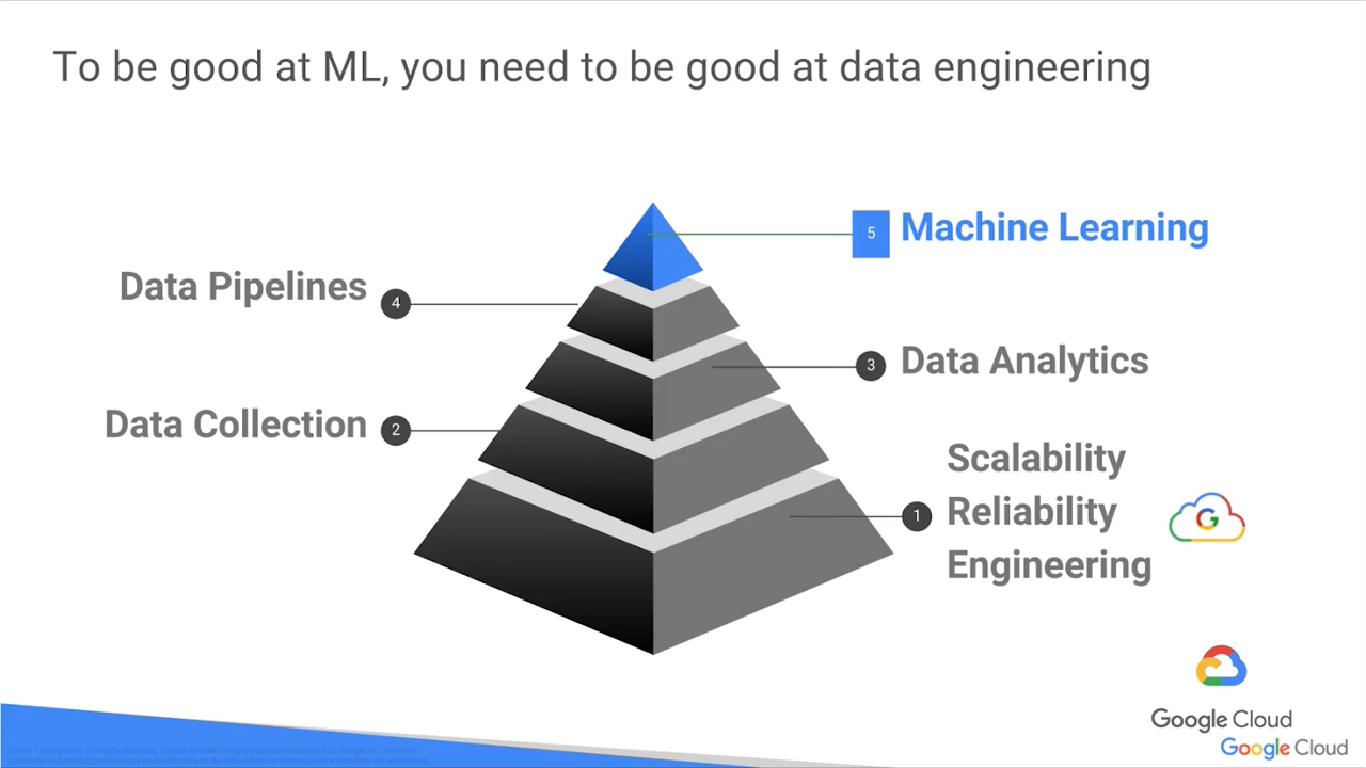 To be good at ML, you need to be good at data engineering
5 Machine Learning
Data Pipelines 4
3 Data Analytics
Data Collection 2
Scalability
1 Reliability
Engineering
G
Google Cloud
Google Cloud